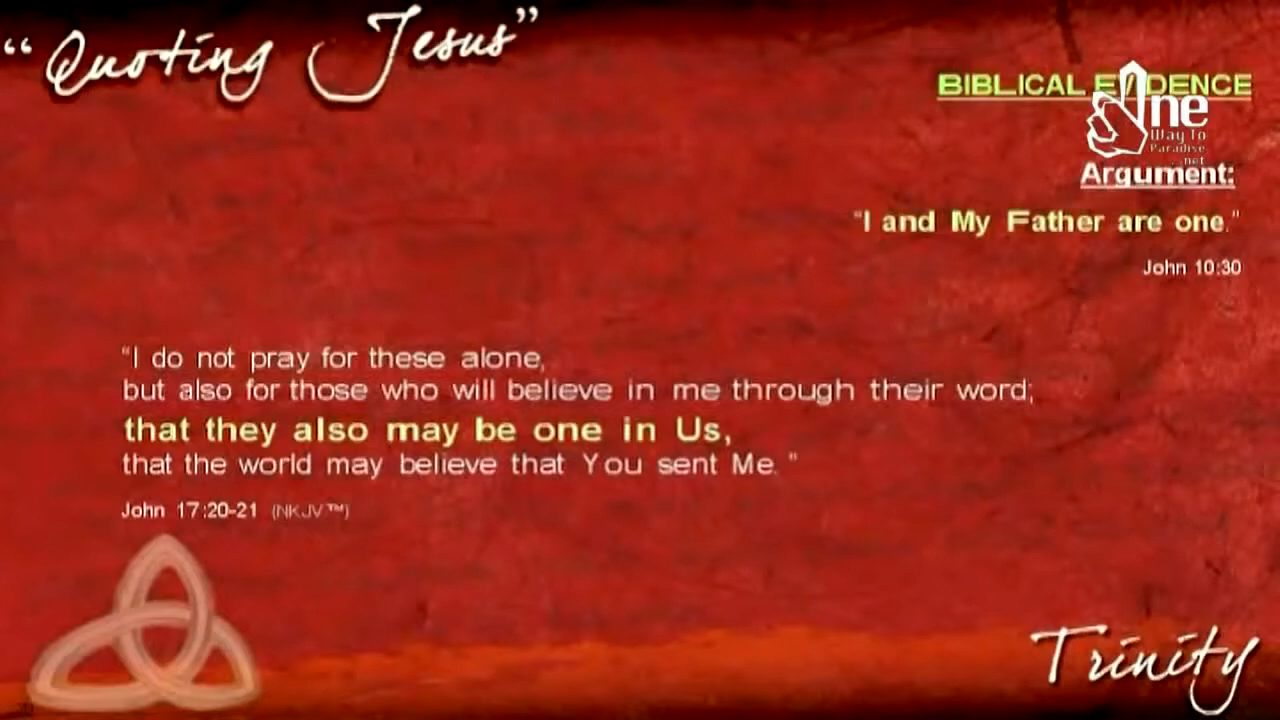 “Quoting Jesus”
BIBLICAL EVIDENCE
ne
Way To
Paradise
.net
Argument:
“I and My Father are one.”
John 10:30
“I do not pray for these alone,
but also for those who will believe in me through their word;
that they also may be one in Us,
that the world may believe that You sent Me. ”
John 17:20-21 (NKJV™)
Trinity